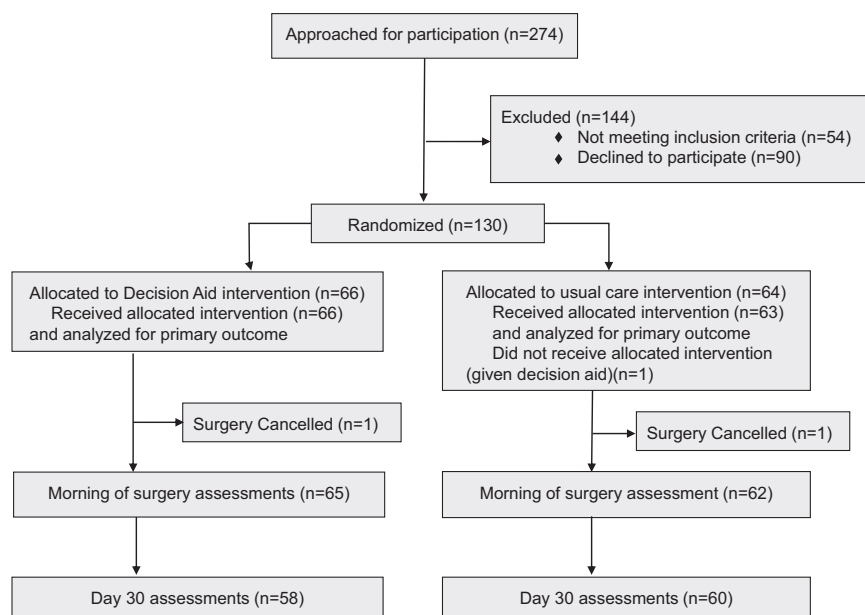 Approached for participation (n=274)
Excluded (n=144)
♦ Not meeting inclusion criteria (n=54)
♦ Declined to participate (n=90)
Randomized (n=130)
Allocated to Decision Aid intervention (n=66)
Received allocated intervention (n=66)
and analyzed for primary outcome
Allocated to usual care intervention (n=64)
Received allocated intervention (n=63)
and analyzed for primary outcome
Did not receive allocated intervention
(given decision aid)(n=1)
Surgery Cancelled (n=1)
Surgery Cancelled (n=1)
Morning of surgery assessments (n=65)
Morning of surgery assessment (n=62)
Day 30 assessments (n=58)
Day 30 assessments (n=60)